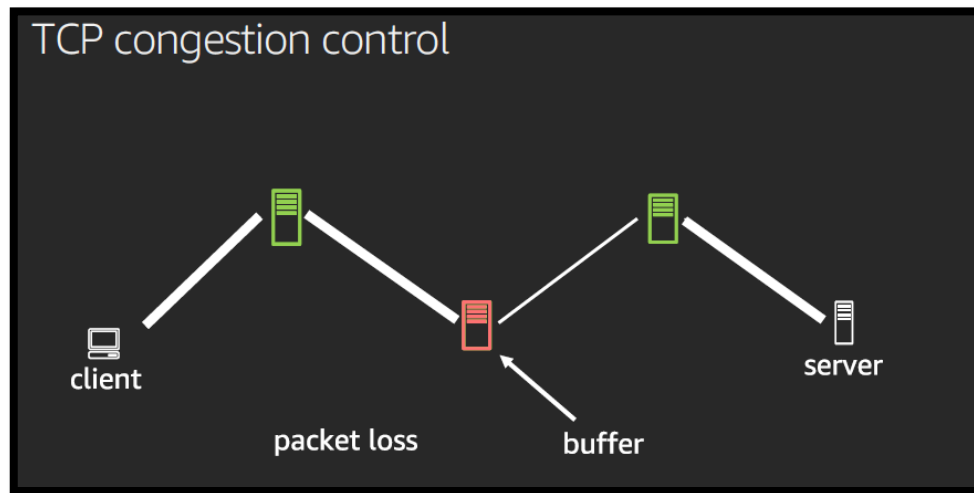 TCP congestion control
client
server
packet loss
buffer